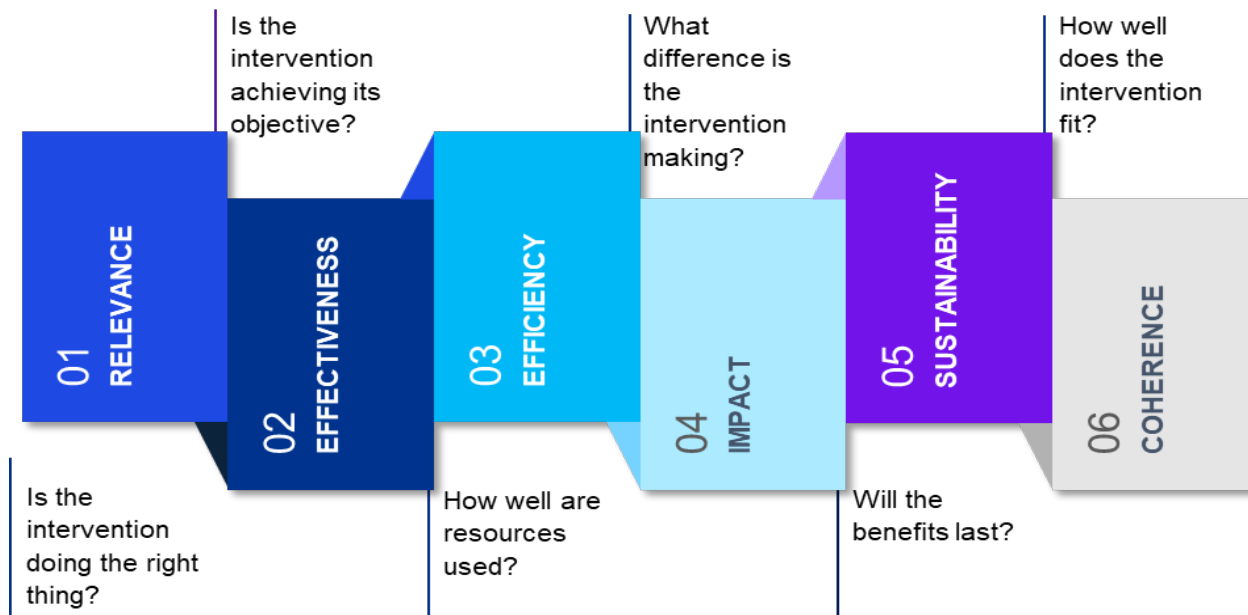 Is the
intervention
achieving its
objective?
What
difference is
the
intervention
making?
How well
does the
intervention
fit?
01
RELEVANCE
02
EFFECTIVENESS
03
EFFICIENCY
04
IMPACT
05
SUSTAINABILITY
06
COHERENCE
Is the
intervention
doing the right
thing?
How well are
resources
used?
Will the
benefits last?